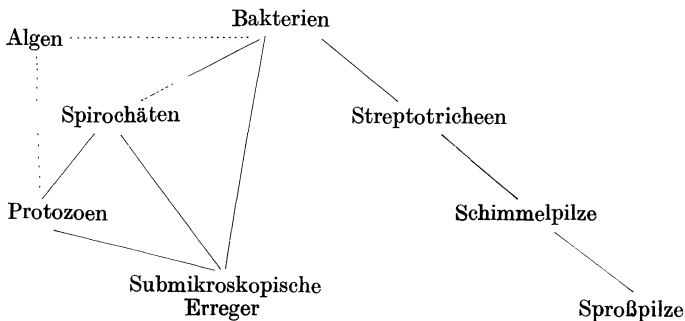 Bakterien
Algen
Spirochäten
Streptotricheen
Protozoen
Schimmelpilze
Submikroskopische
Erreger
Sproßpilze